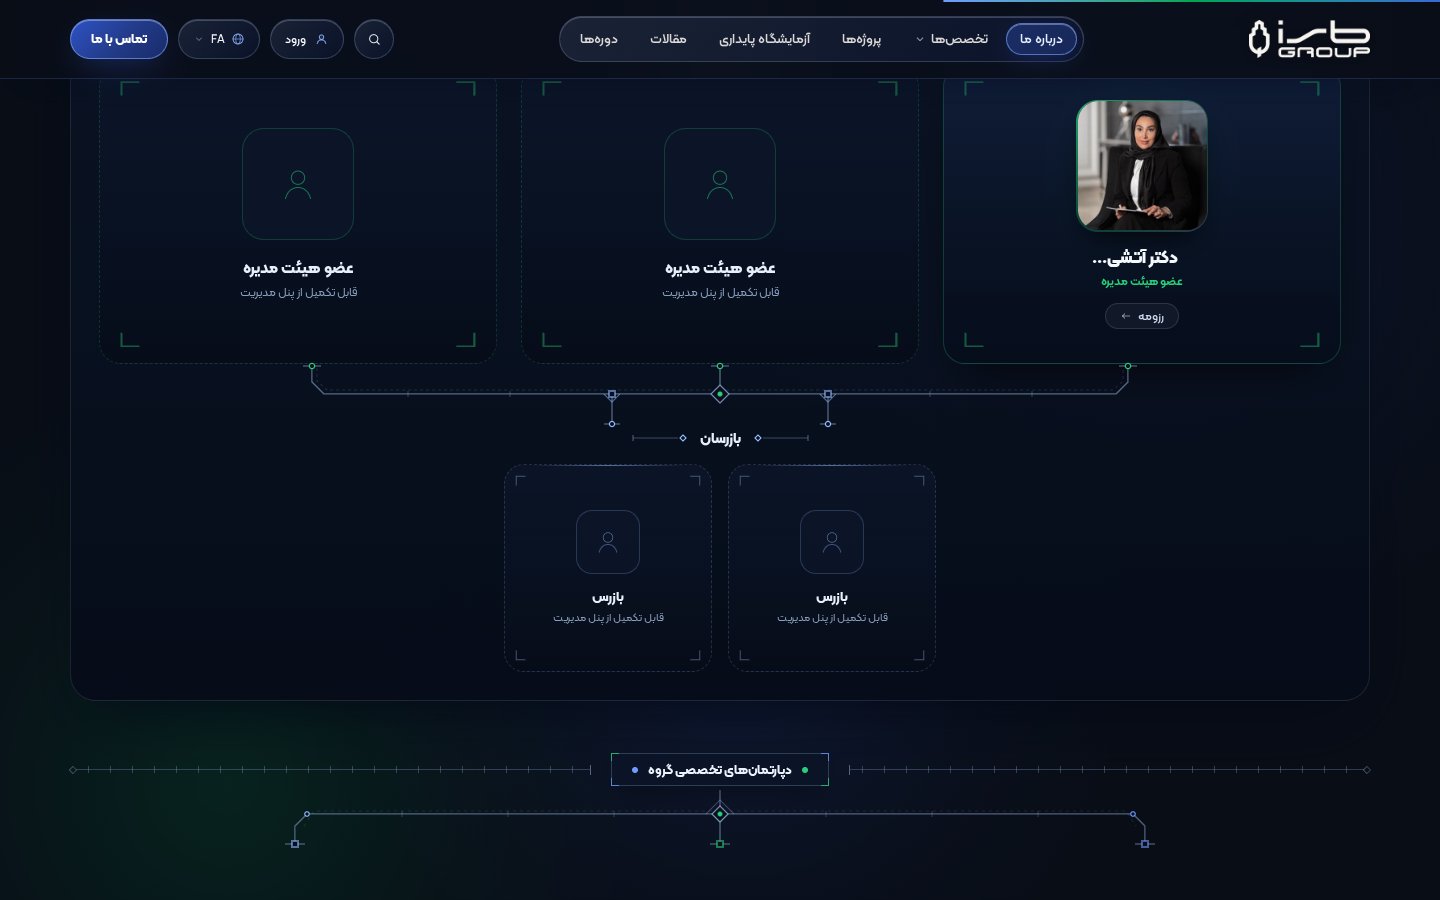 isb
GROUP
درباره ما
تخصص‌ها
پروژه‌ها
آزمایشگاه پایداری
مقالات
دوره‌ها
ورود
FA
تماس با ما
دکتر آتشی...
عضو هیئت مدیره
رزومه ←
عضو هیئت مدیره
قابل تکمیل از پنل مدیریت
عضو هیئت مدیره
قابل تکمیل از پنل مدیریت
بازرسان
بازرس
قابل تکمیل از پنل مدیریت
بازرس
قابل تکمیل از پنل مدیریت
دپارتمان‌های تخصصی گروه